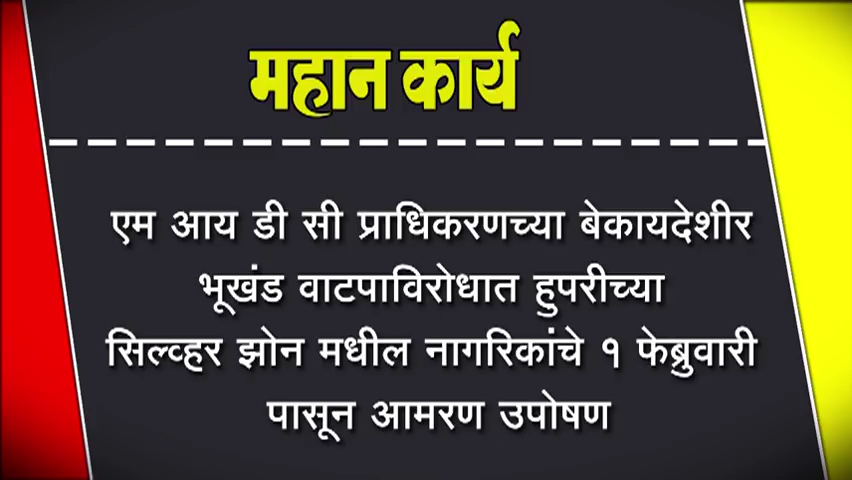 महान कार्य
एम आय डी सी प्राधिकरणच्या बेकायदेशीर
भूखंड वाटपाविरोधात हुपरीच्या
सिल्व्हर झोन मधील नागरिकांचे १ फेब्रुवारी
पासून आमरण उपोषण